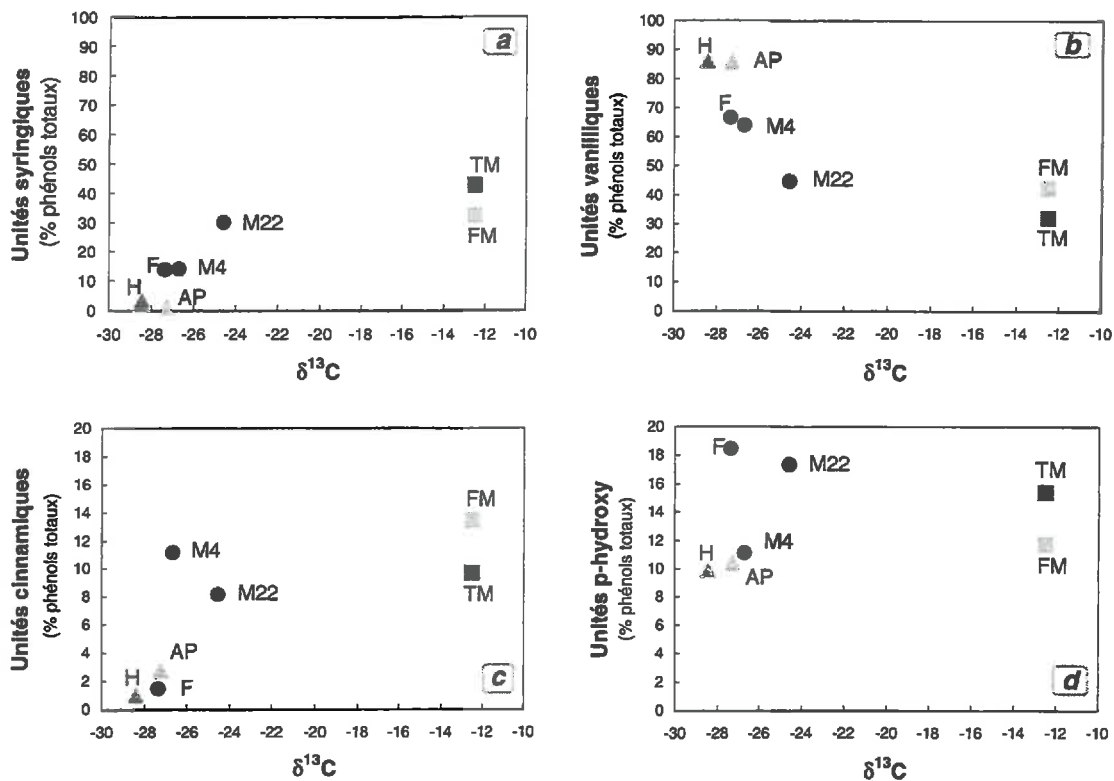 Unités syringiques
(% phénols totaux)
100
90
80
70
60
50
40
30
20
10
0
a
TM
FM
M22
F
M4
H
AP
-30 -28 -26 -24 -22 -20 -18 -16 -14 -12 -10
δ¹³C
Unités vanilliques
(% phénols totaux)
100
90
80
70
60
50
40
30
20
10
0
b
H
AP
F
M4
M22
FM
TM
-30 -28 -26 -24 -22 -20 -18 -16 -14 -12 -10
δ¹³C
Unités cinnamiques
(% phénols totaux)
20
18
16
14
12
10
8
6
4
2
0
FM
M4
TM
M22
AP
H
F
c
-30 -28 -26 -24 -22 -20 -18 -16 -14 -12 -10
δ¹³C
Unités p-hydroxy
(% phénols totaux)
20
18
16
14
12
10
8
6
4
2
0
F
M22
TM
M4
H
AP
FM
d
-30 -28 -26 -24 -22 -20 -18 -16 -14 -12 -10
δ¹³C